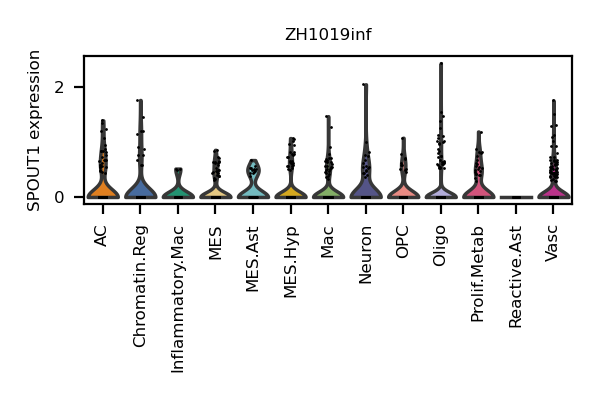 ZH1019inf
SPOUT1 expression
2
0
AC
Chromatin.Reg
Inflammatory.Mac
MES
MES.Ast
MES.Hyp
Mac
Neuron
OPC
Oligo
Prolif.Metab
Reactive.Ast
Vasc